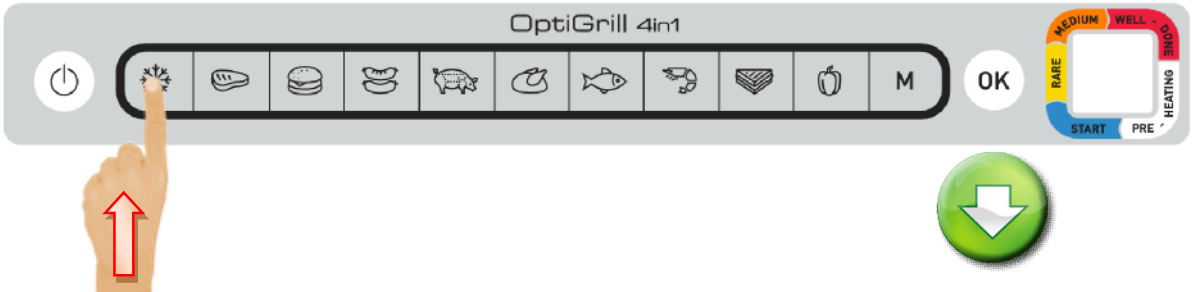 OptiGrill 4in1
M
OK
RARE
MEDIUM
WELL - DONE
PRE - HEATING
START